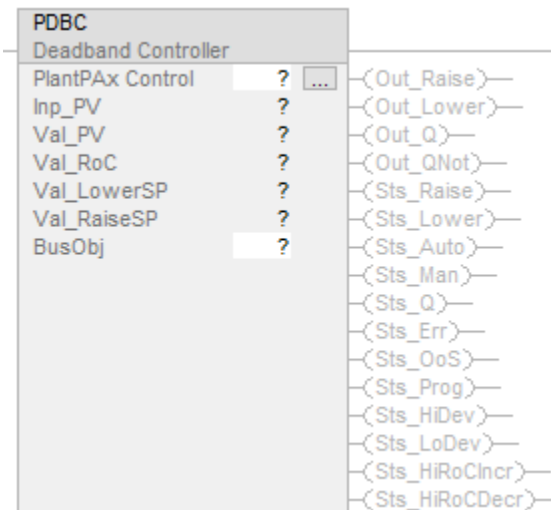 PDBC
Deadband Controller
PlantPAx Control ? ... (Out_Raise)
Inp_PV ? (Out_Lower)
Val_PV ? (Out_Q)
Val_RoC ? (Out_QNot)
Val_LowerSP ? (Sts_Raise)
Val_RaiseSP ? (Sts_Lower)
BusObj ? (Sts_Auto)
(Sts_Man)
(Sts_Q)
(Sts_Err)
(Sts_OoS)
(Sts_Prog)
(Sts_HiDev)
(Sts_LoDev)
(Sts_HiRoCIncr)
(Sts_HiRoCDecr)